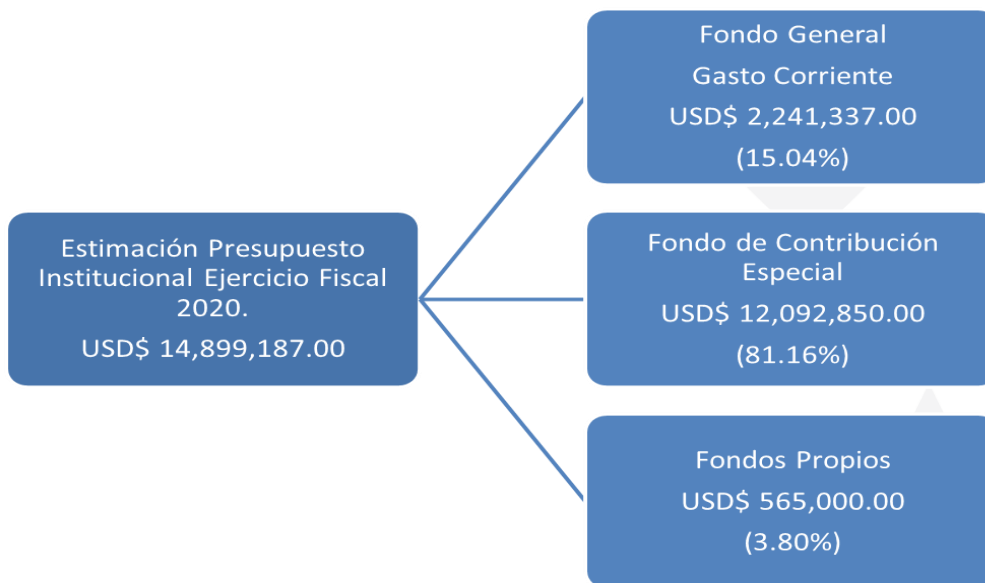 Estimación Presupuesto
Institucional Ejercicio Fiscal
2020.
USD$ 14,899,187.00
Fondo General
Gasto Corriente
USD$ 2,241,337.00
(15.04%)
Fondo de Contribución
Especial
USD$ 12,092,850.00
(81.16%)
Fondos Propios
USD$ 565,000.00
(3.80%)